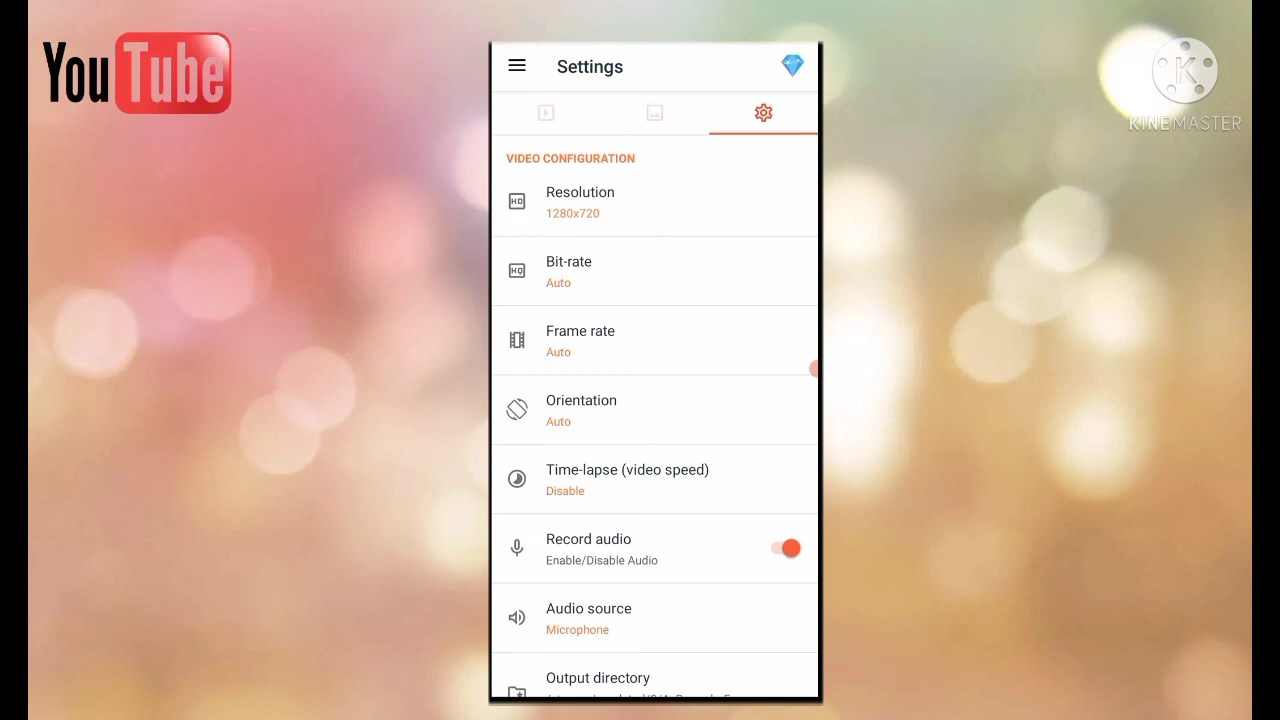 YouTube
KINEMASTER
Settings
VIDEO CONFIGURATION
Resolution
1280x720
Bit-rate
Auto
Frame rate
Auto
Orientation
Auto
Time-lapse (video speed)
Disable
Record audio
Enable/Disable Audio
Audio source
Microphone
Output directory